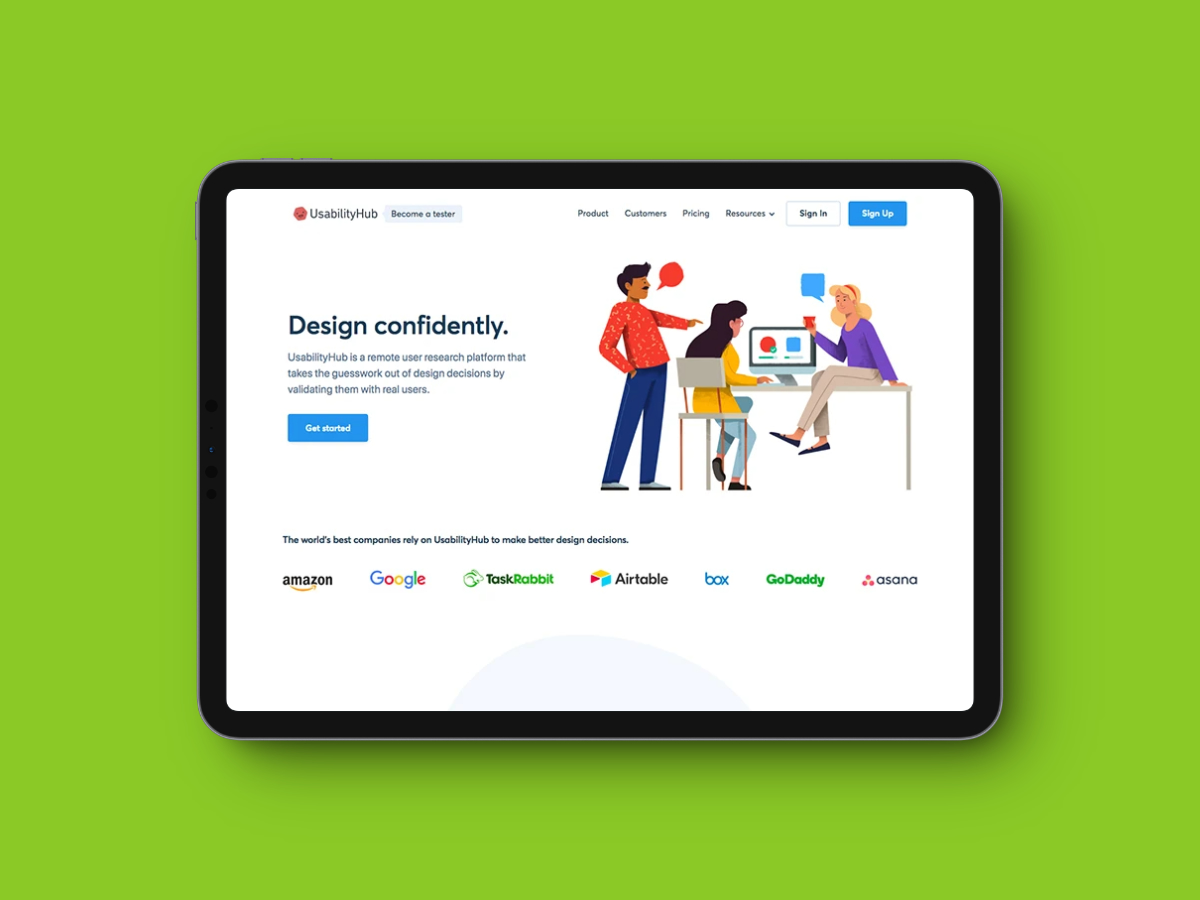 UsabilityHub
Become a tester
Product
Customers
Pricing
Resources
Sign In
Sign Up
Design confidently.
UsabilityHub is a remote user research platform that
takes the guesswork out of design decisions by
validating them with real users.
Get started
The world's best companies rely on UsabilityHub to make better design decisions.
amazon
Google
TaskRabbit
Airtable
box
GoDaddy
asana